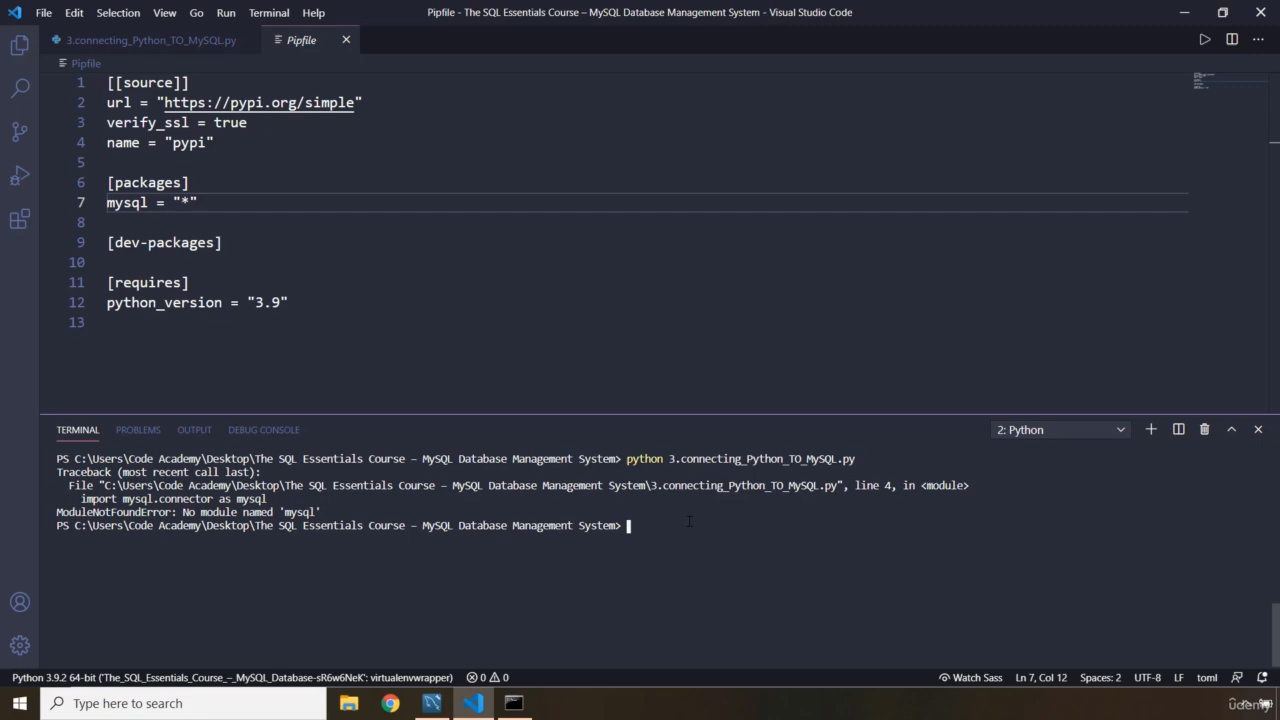 File Edit Selection View Go Run Terminal Help
Pipfile - The SQL Essentials Course – MySQL Database Management System - Visual Studio Code
3.connecting_Python_TO_MySQL.py
Pipfile
Pipfile
1 [[source]]
2 url = "https://pypi.org/simple"
3 verify_ssl = true
4 name = "pypi"
5
6 [packages]
7 mysql = "*"
8
9 [dev-packages]
10
11 [requires]
12 python_version = "3.9"
13
TERMINAL PROBLEMS OUTPUT DEBUG CONSOLE
2: Python
PS C:\Users\Code Academy\Desktop\The SQL Essentials Course – MySQL Database Management System> python 3.connecting_Python_TO_MySQL.py
Traceback (most recent call last):
File "C:\Users\Code Academy\Desktop\The SQL Essentials Course – MySQL Database Management System\3.connecting_Python_TO_MySQL.py", line 4, in <module>
import mysql.connector as mysql
ModuleNotFoundError: No module named 'mysql'
PS C:\Users\Code Academy\Desktop\The SQL Essentials Course – MySQL Database Management System>
Python 3.9.2 64-bit ('The_SQL_Essentials_Course_–_MySQL_Database-sR6w6NeK': virtualenvwrapper)
0 0
Watch Sass
Ln 7, Col 12
Spaces: 2
UTF-8
LF
toml
Type here to search
Udemy